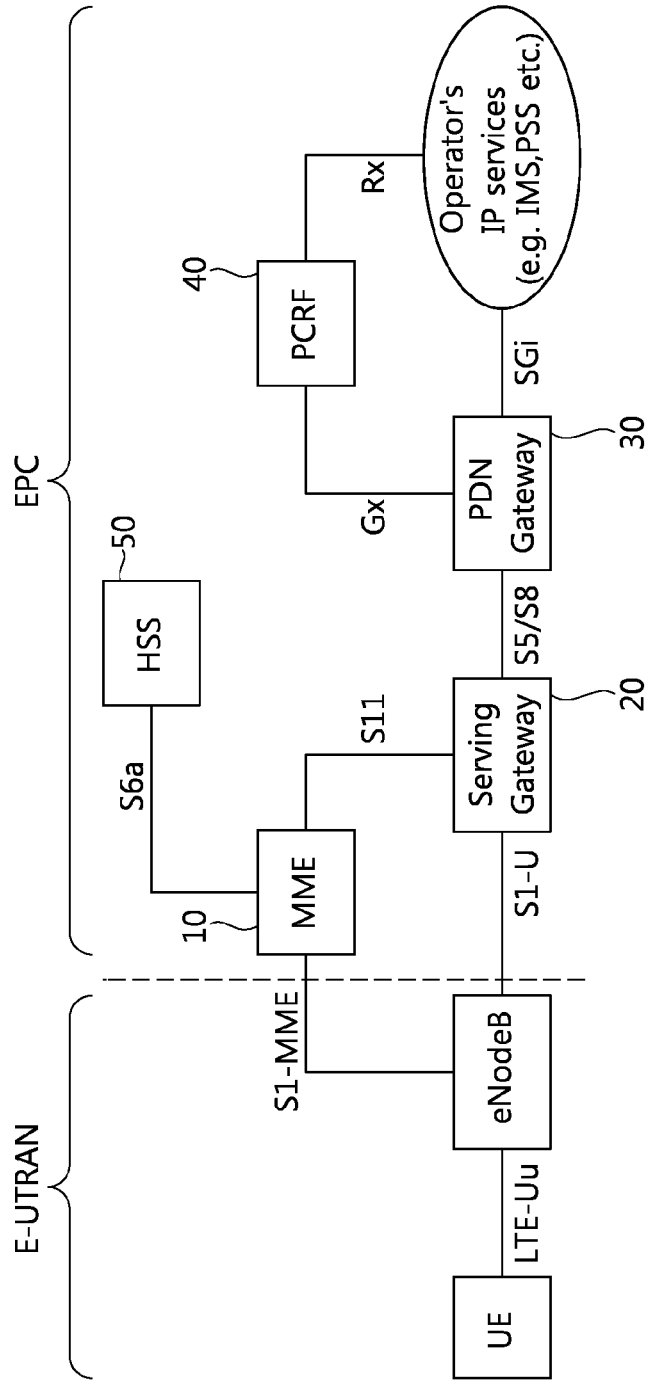 E-UTRAN
EPC
50
HSS
S6a
40
10
MME
PCRF
S1-MME
S11
Gx
Rx
UE
LTE-Uu
eNodeB
S1-U
Serving
Gateway
S5/S8
PDN
Gateway
SGi
Operator's
IP services
(e.g. IMS,PSS etc.)
20
30